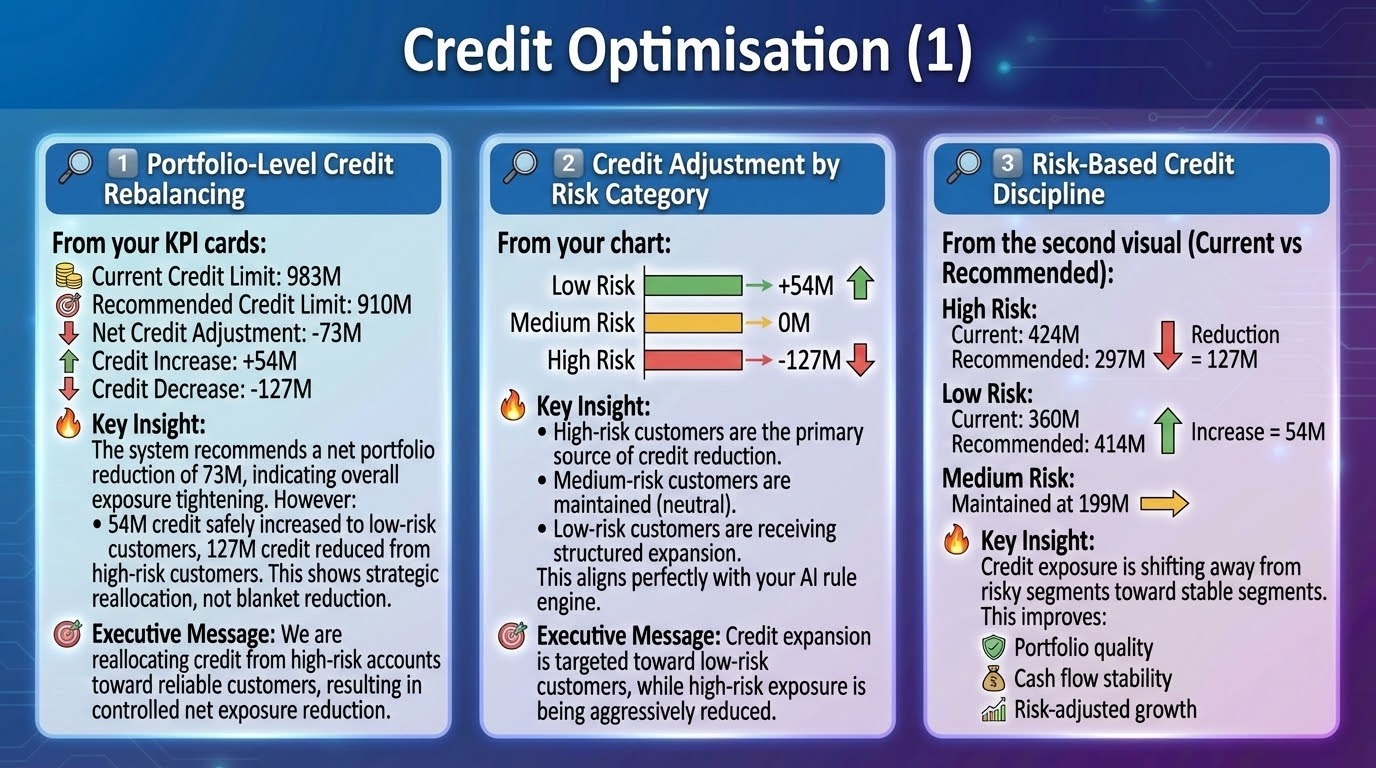 Credit Optimisation (1)
1 Portfolio-Level Credit
Rebalancing
From your KPI cards:
Current Credit Limit: 983M
Recommended Credit Limit: 910M
Net Credit Adjustment: -73M
Credit Increase: +54M
Credit Decrease: -127M
Key Insight:
The system recommends a net portfolio
reduction of 73M, indicating overall
exposure tightening. However:
• 54M credit safely increased to low-risk
customers, 127M credit reduced from
high-risk customers. This shows strategic
reallocation, not blanket reduction.
Executive Message: We are
reallocating credit from high-risk accounts
toward reliable customers, resulting in
controlled net exposure reduction.
2 Credit Adjustment by
Risk Category
From your chart:
Low Risk +54M
Medium Risk 0M
High Risk -127M
Key Insight:
• High-risk customers are the primary
source of credit reduction.
• Medium-risk customers are
maintained (neutral).
• Low-risk customers are receiving
structured expansion.
This aligns perfectly with your AI rule
engine.
Executive Message: Credit expansion
is targeted toward low-risk
customers, while high-risk exposure is
being aggressively reduced.
3 Risk-Based Credit
Discipline
From the second visual (Current vs
Recommended):
High Risk:
Current: 424M
Recommended: 297M
Reduction
= 127M
Low Risk:
Current: 360M
Recommended: 414M
Increase = 54M
Medium Risk:
Maintained at 199M
Key Insight:
Credit exposure is shifting away from
risky segments toward stable segments.
This improves:
Portfolio quality
Cash flow stability
Risk-adjusted growth